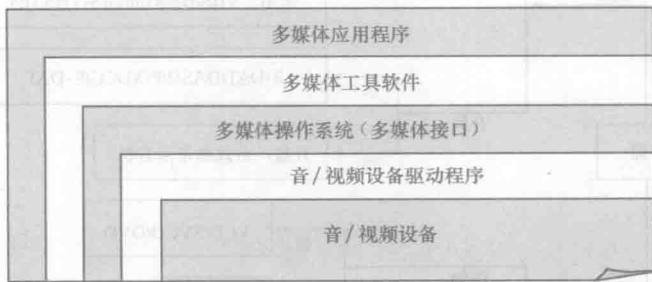 多媒体应用程序
多媒体工具软件
多媒体操作系统（多媒体接口）
音/视频设备驱动程序
音/视频设备